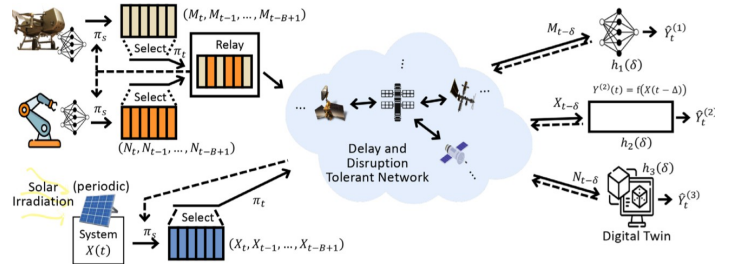 (M_t, M_{t−1}, …, M_{t−B+1})
π_s
Select
π_t
Relay
π_s
Select
(N_t, N_{t−1}, …, N_{t−B+1})
Solar
Irradiation
(periodic)
System
X(t)
π_s
π_t
Select
(X_t, X_{t−1}, …, X_{t−B+1})
...
...
...
...
Delay and
Disruption
Tolerant Network
M_{t−δ}
h_1(δ)
Ŷ_t^{(1)}
X_{t−δ}
Y^{(2)}(t) = f(X(t − Δ)
h_2(δ)
Ŷ_t^{(2)}
N_{t−δ}
h_3(δ)
Ŷ_t^{(3)}
Digital Twin